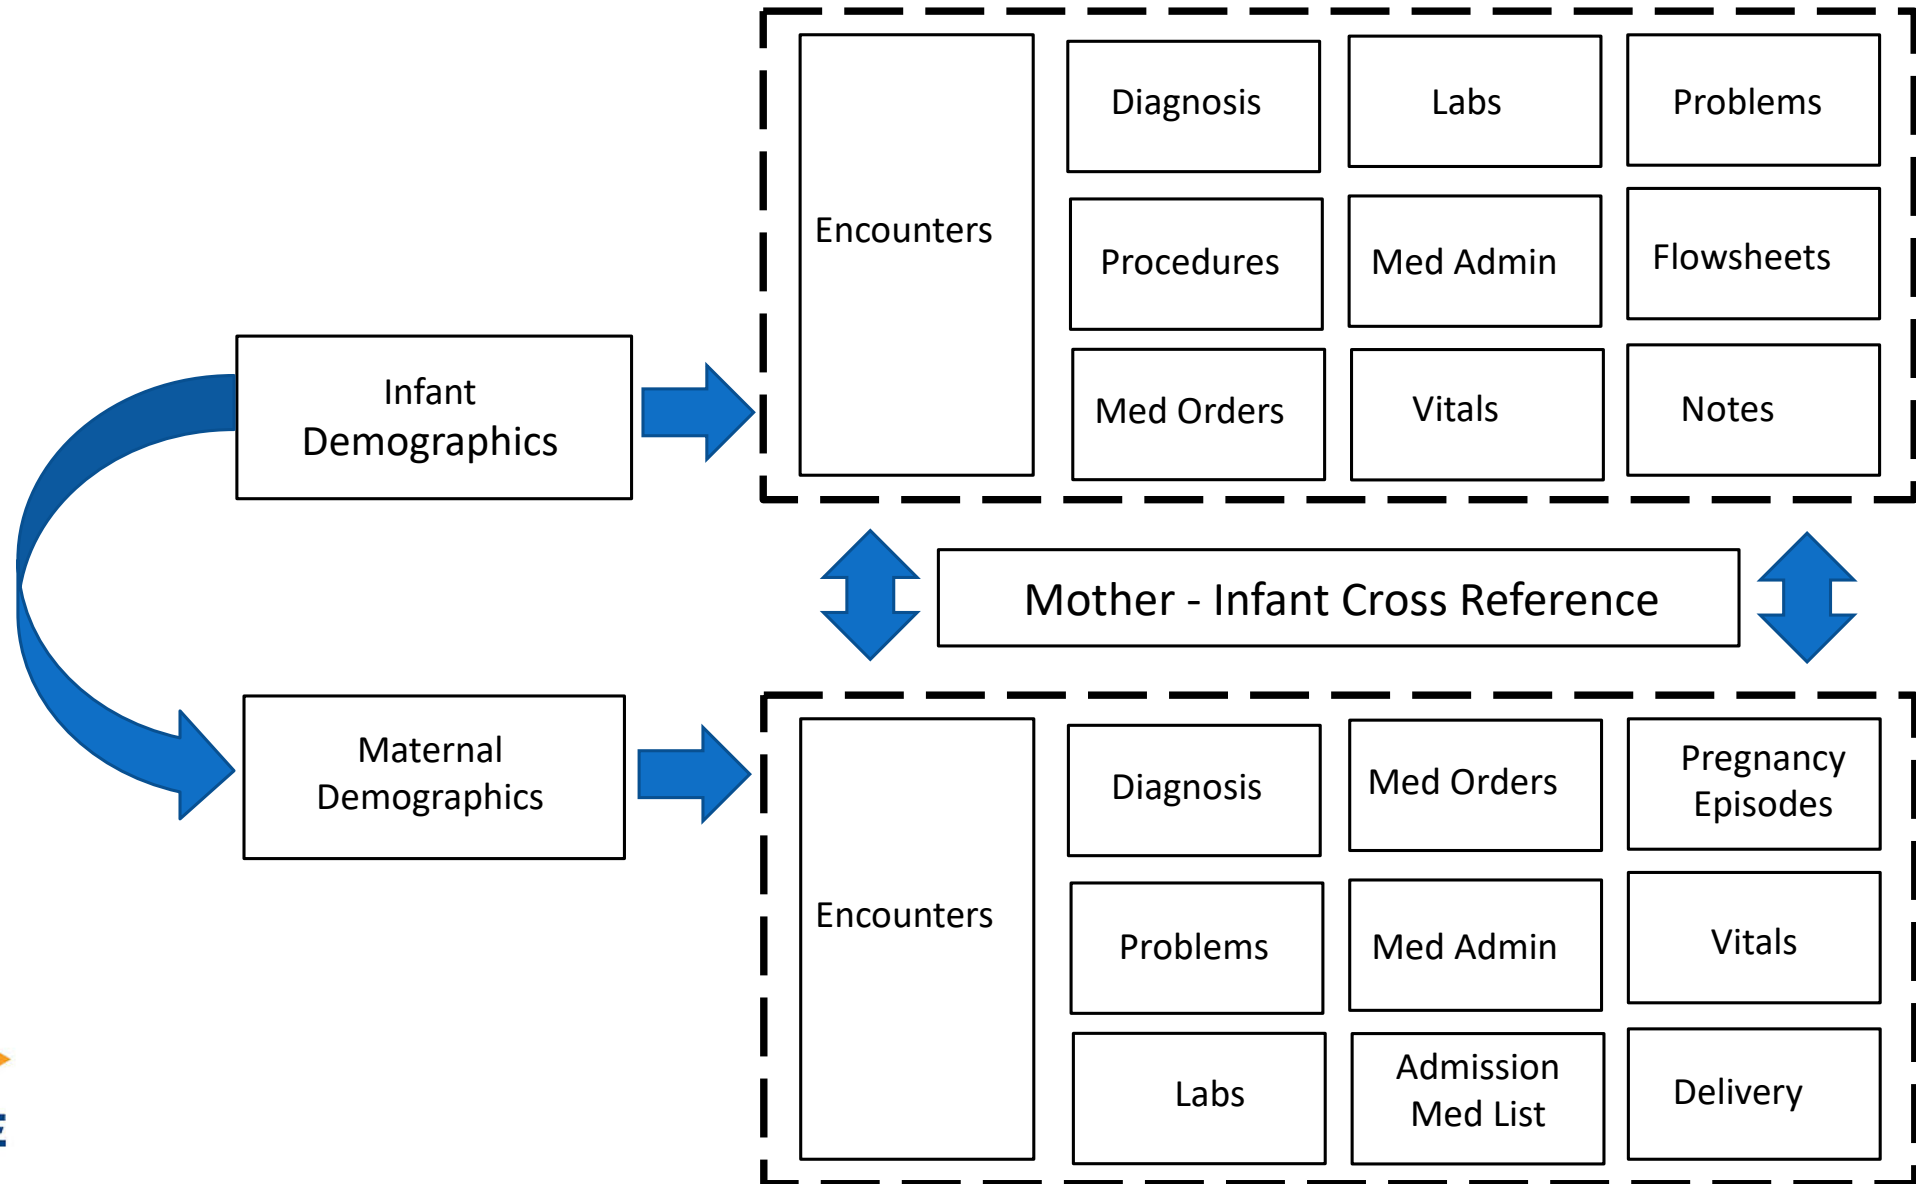 Encounters
Diagnosis
Labs
Problems
Procedures
Med Admin
Flowsheets
Med Orders
Vitals
Notes
Infant
Demographics
Mother - Infant Cross Reference
Maternal
Demographics
Encounters
Diagnosis
Med Orders
Pregnancy
Episodes
Problems
Med Admin
Vitals
Labs
Admission
Med List
Delivery
E